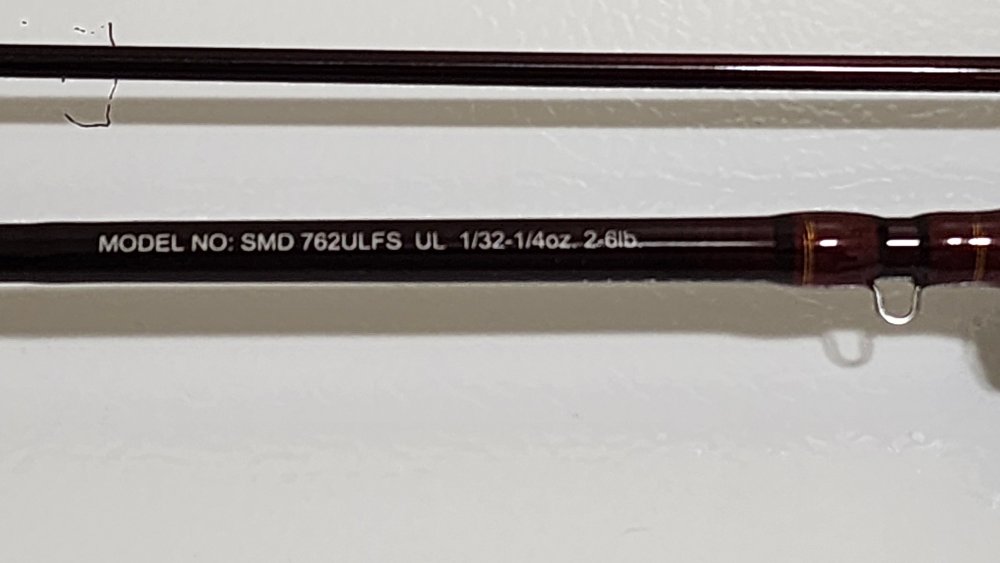 MODEL NO: SMD 762ULFS UL 1/32-1/4oz. 2-6lb.